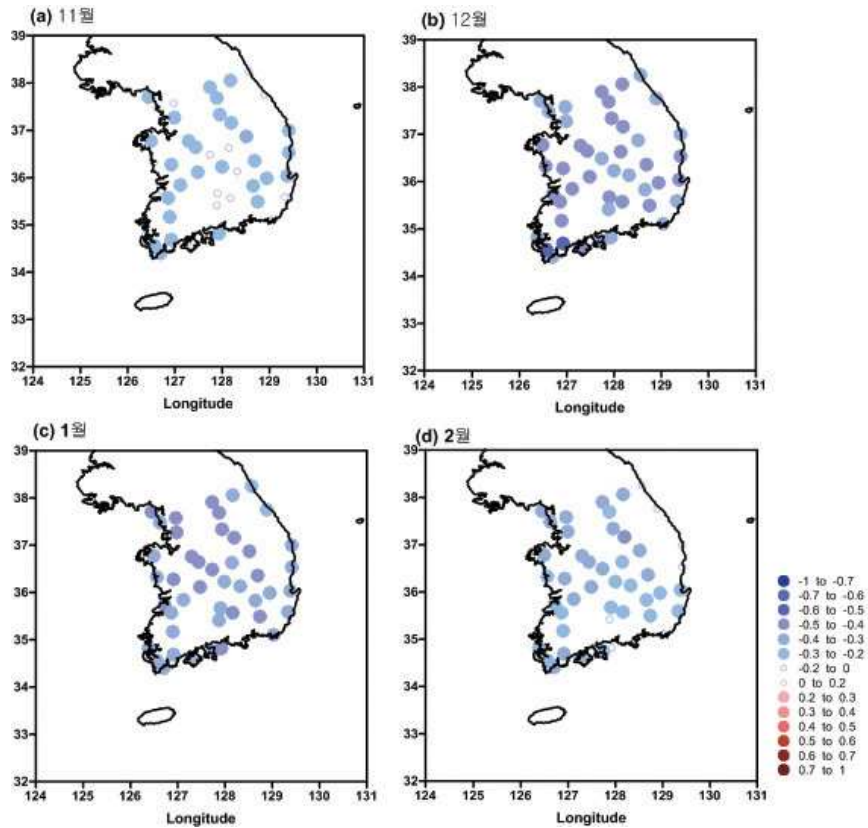 (a) 11월
39
38
37
36
35
34
33
32
124 125 126 127 128 129 130 131
Longitude
(b) 12월
39
38
37
36
35
34
33
32
124 125 126 127 128 129 130 131
Longitude
(c) 1월
39
38
37
36
35
34
33
32
124 125 126 127 128 129 130 131
Longitude
(d) 2월
39
38
37
36
35
34
33
32
124 125 126 127 128 129 130 131
Longitude
-1 to -0.7
-0.7 to -0.6
-0.6 to -0.5
-0.5 to -0.4
-0.4 to -0.3
-0.3 to -0.2
-0.2 to 0
0 to 0.2
0.2 to 0.3
0.3 to 0.4
0.4 to 0.5
0.5 to 0.6
0.6 to 0.7
0.7 to 1